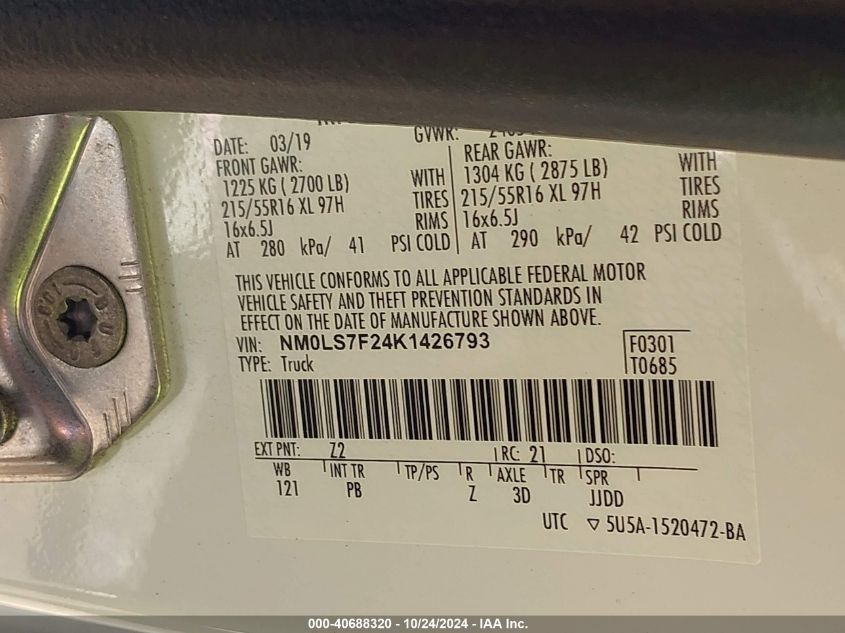 DATE: 03/19 GVWR:
FRONT GAWR: REAR GAWR:
1225 KG ( 2700 LB) WITH 1304 KG ( 2875 LB) WITH
215/55R16 XL 97H TIRES 215/55R16 XL 97H TIRES
16x6.5J RIMS 16x6.5J RIMS
AT 280 kPa/ 41 PSI COLD AT 290 kPa/ 42 PSI COLD
THIS VEHICLE CONFORMS TO ALL APPLICABLE FEDERAL MOTOR
VEHICLE SAFETY AND THEFT PREVENTION STANDARDS IN
EFFECT ON THE DATE OF MANUFACTURE SHOWN ABOVE.
VIN: NM0LS7F24K1426793 F0301
TYPE: Truck T0685
EXT PNT: Z2 RC: 21 DSO:
WB INT TR TP/PS R AXLE TR SPR
121 PB Z 3D JJDD
UTC ▽ 5U5A-1520472-BA
000-40688320 - 10/24/2024 - IAA Inc.